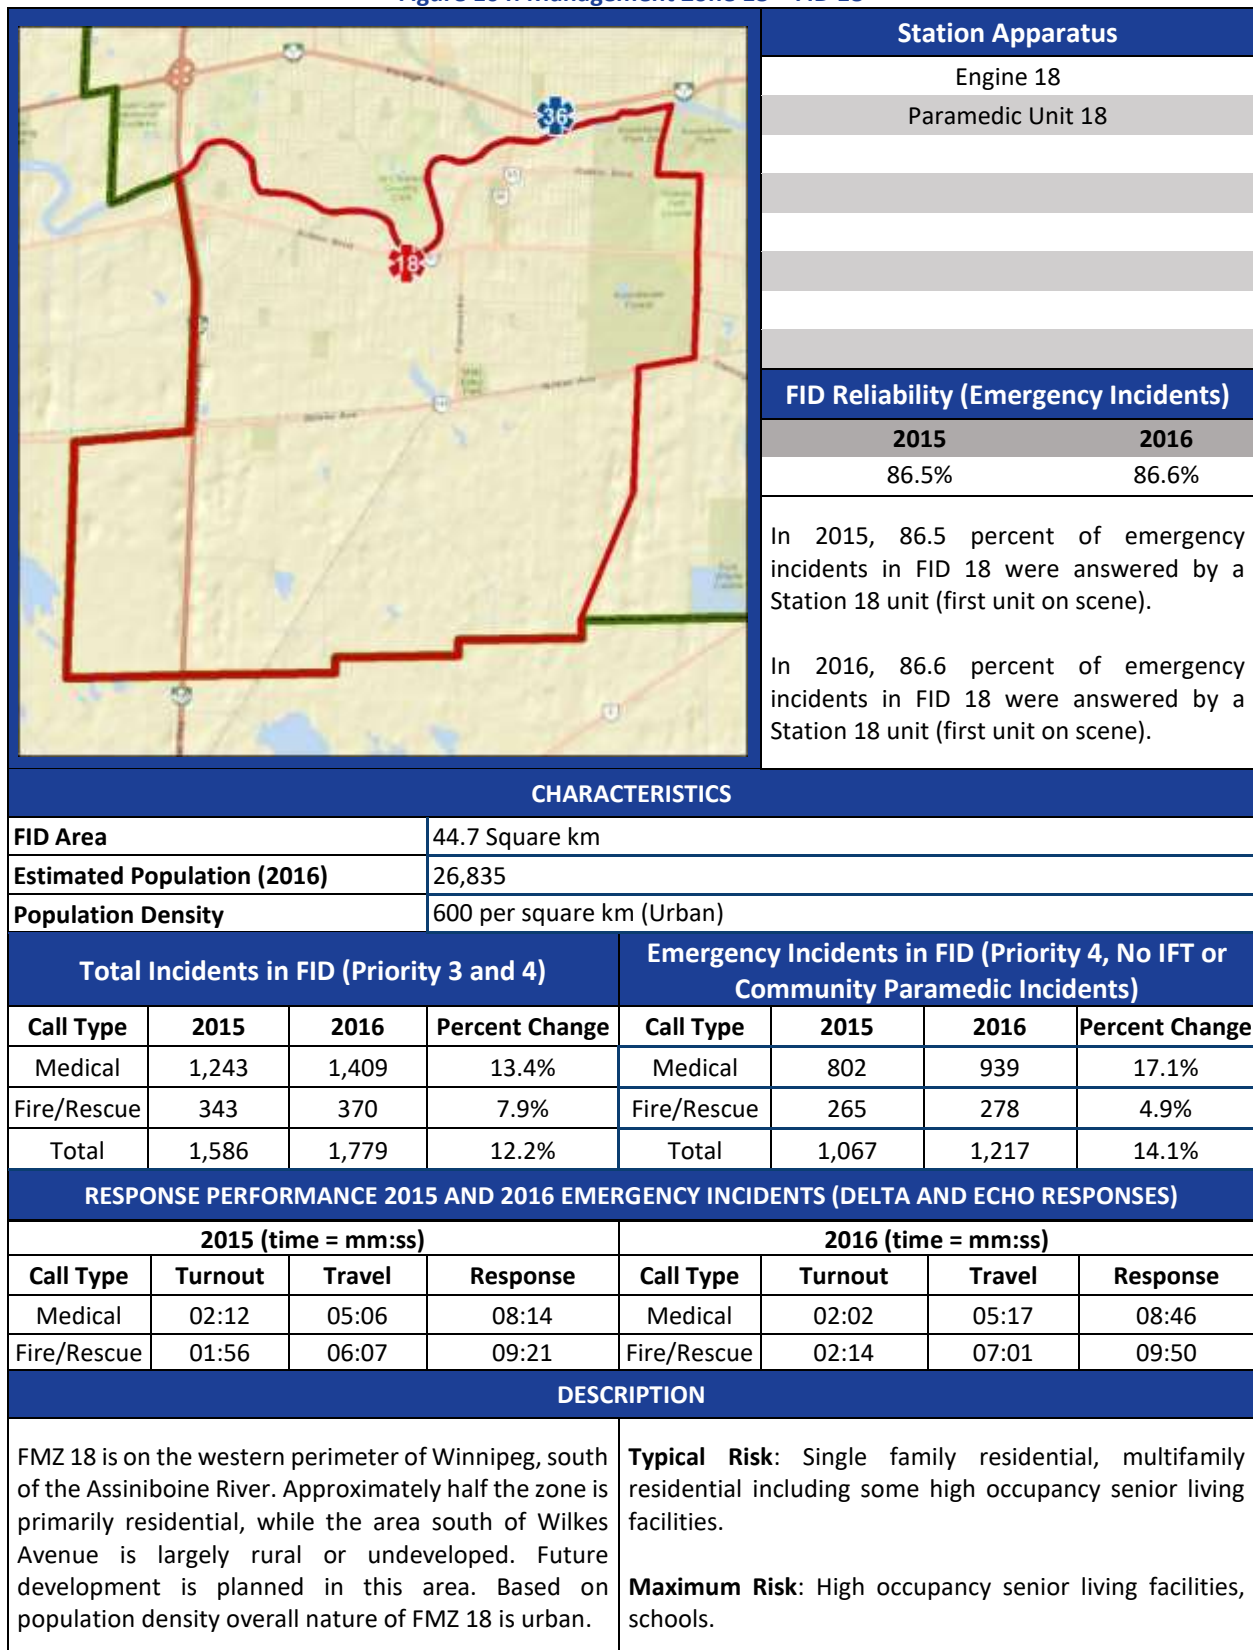 Station Apparatus
Engine 18
Paramedic Unit 18
36
18
FID Reliability (Emergency Incidents)
2015 2016
86.5% 86.6%
In 2015, 86.5 percent of emergency
incidents in FID 18 were answered by a
Station 18 unit (first unit on scene).
In 2016, 86.6 percent of emergency
incidents in FID 18 were answered by a
Station 18 unit (first unit on scene).
CHARACTERISTICS
FID Area 44.7 Square km
Estimated Population (2016) 26,835
Population Density 600 per square km (Urban)
Total Incidents in FID (Priority 3 and 4)
Emergency Incidents in FID (Priority 4, No IFT or
Community Paramedic Incidents)
Call Type 2015 2016 Percent Change Call Type 2015 2016 Percent Change
Medical 1,243 1,409 13.4% Medical 802 939 17.1%
Fire/Rescue 343 370 7.9% Fire/Rescue 265 278 4.9%
Total 1,586 1,779 12.2% Total 1,067 1,217 14.1%
RESPONSE PERFORMANCE 2015 AND 2016 EMERGENCY INCIDENTS (DELTA AND ECHO RESPONSES)
2015 (time = mm:ss) 2016 (time = mm:ss)
Call Type Turnout Travel Response Call Type Turnout Travel Response
Medical 02:12 05:06 08:14 Medical 02:02 05:17 08:46
Fire/Rescue 01:56 06:07 09:21 Fire/Rescue 02:14 07:01 09:50
DESCRIPTION
FMZ 18 is on the western perimeter of Winnipeg, south
of the Assiniboine River. Approximately half the zone is
primarily residential, while the area south of Wilkes
Avenue is largely rural or undeveloped. Future
development is planned in this area. Based on
population density overall nature of FMZ 18 is urban.
Typical Risk: Single family residential, multifamily
residential including some high occupancy senior living
facilities.
Maximum Risk: High occupancy senior living facilities,
schools.